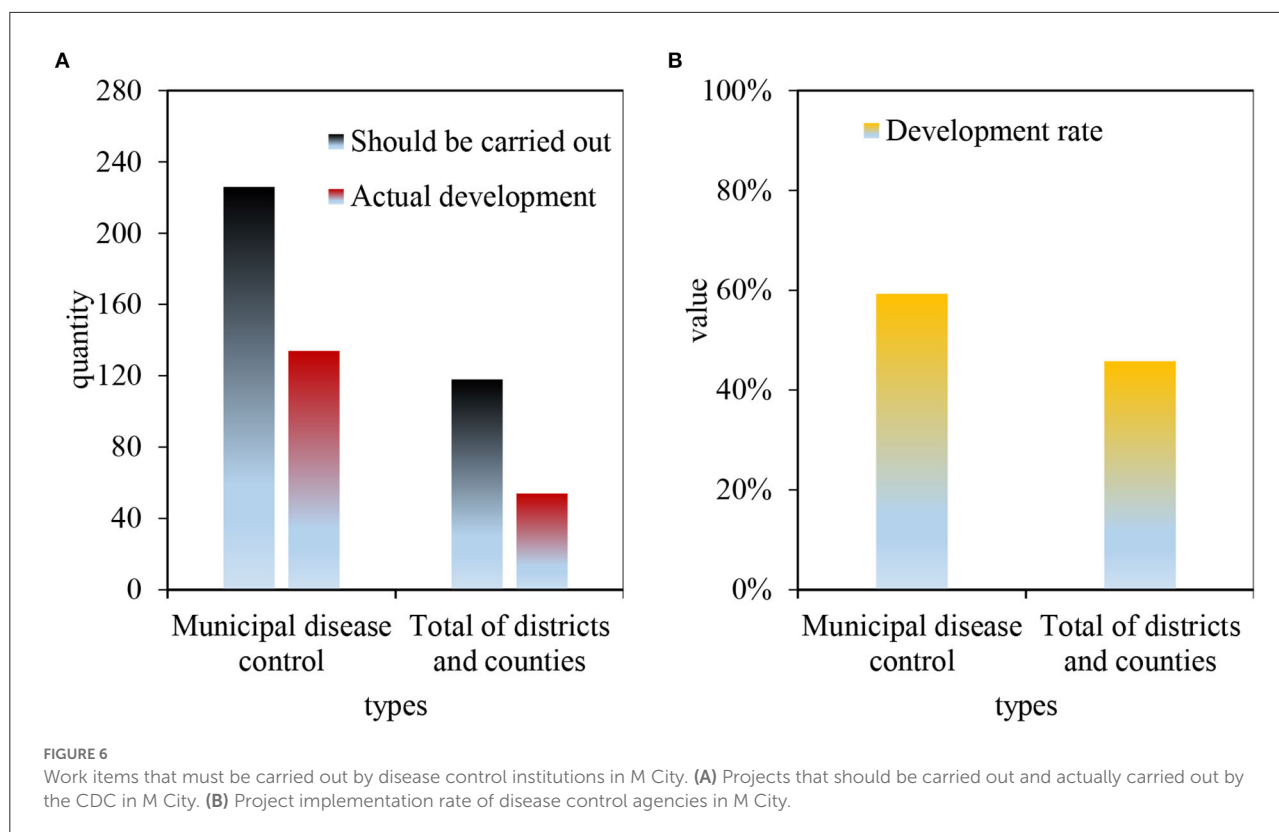 A
280
240
200
160
120
80
40
0
quantity
Should be carried out
Actual development
Municipal disease
control
Total of districts
and counties
types
B
100%
80%
60%
40%
20%
0%
value
Development rate
Municipal disease
control
Total of districts
and counties
types
FIGURE 6
Work items that must be carried out by disease control institutions in M City. (A) Projects that should be carried out and actually carried out by
the CDC in M City. (B) Project implementation rate of disease control agencies in M City.